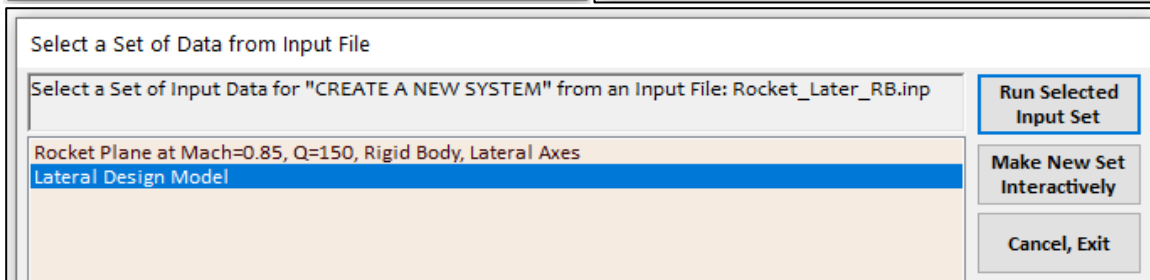 Select a Set of Data from Input File
Select a Set of Input Data for "CREATE A NEW SYSTEM" from an Input File: Rocket_Later_RB.inp
Run Selected
Input Set
Rocket Plane at Mach=0.85, Q=150, Rigid Body, Lateral Axes
Lateral Design Model
Make New Set
Interactively
Cancel, Exit